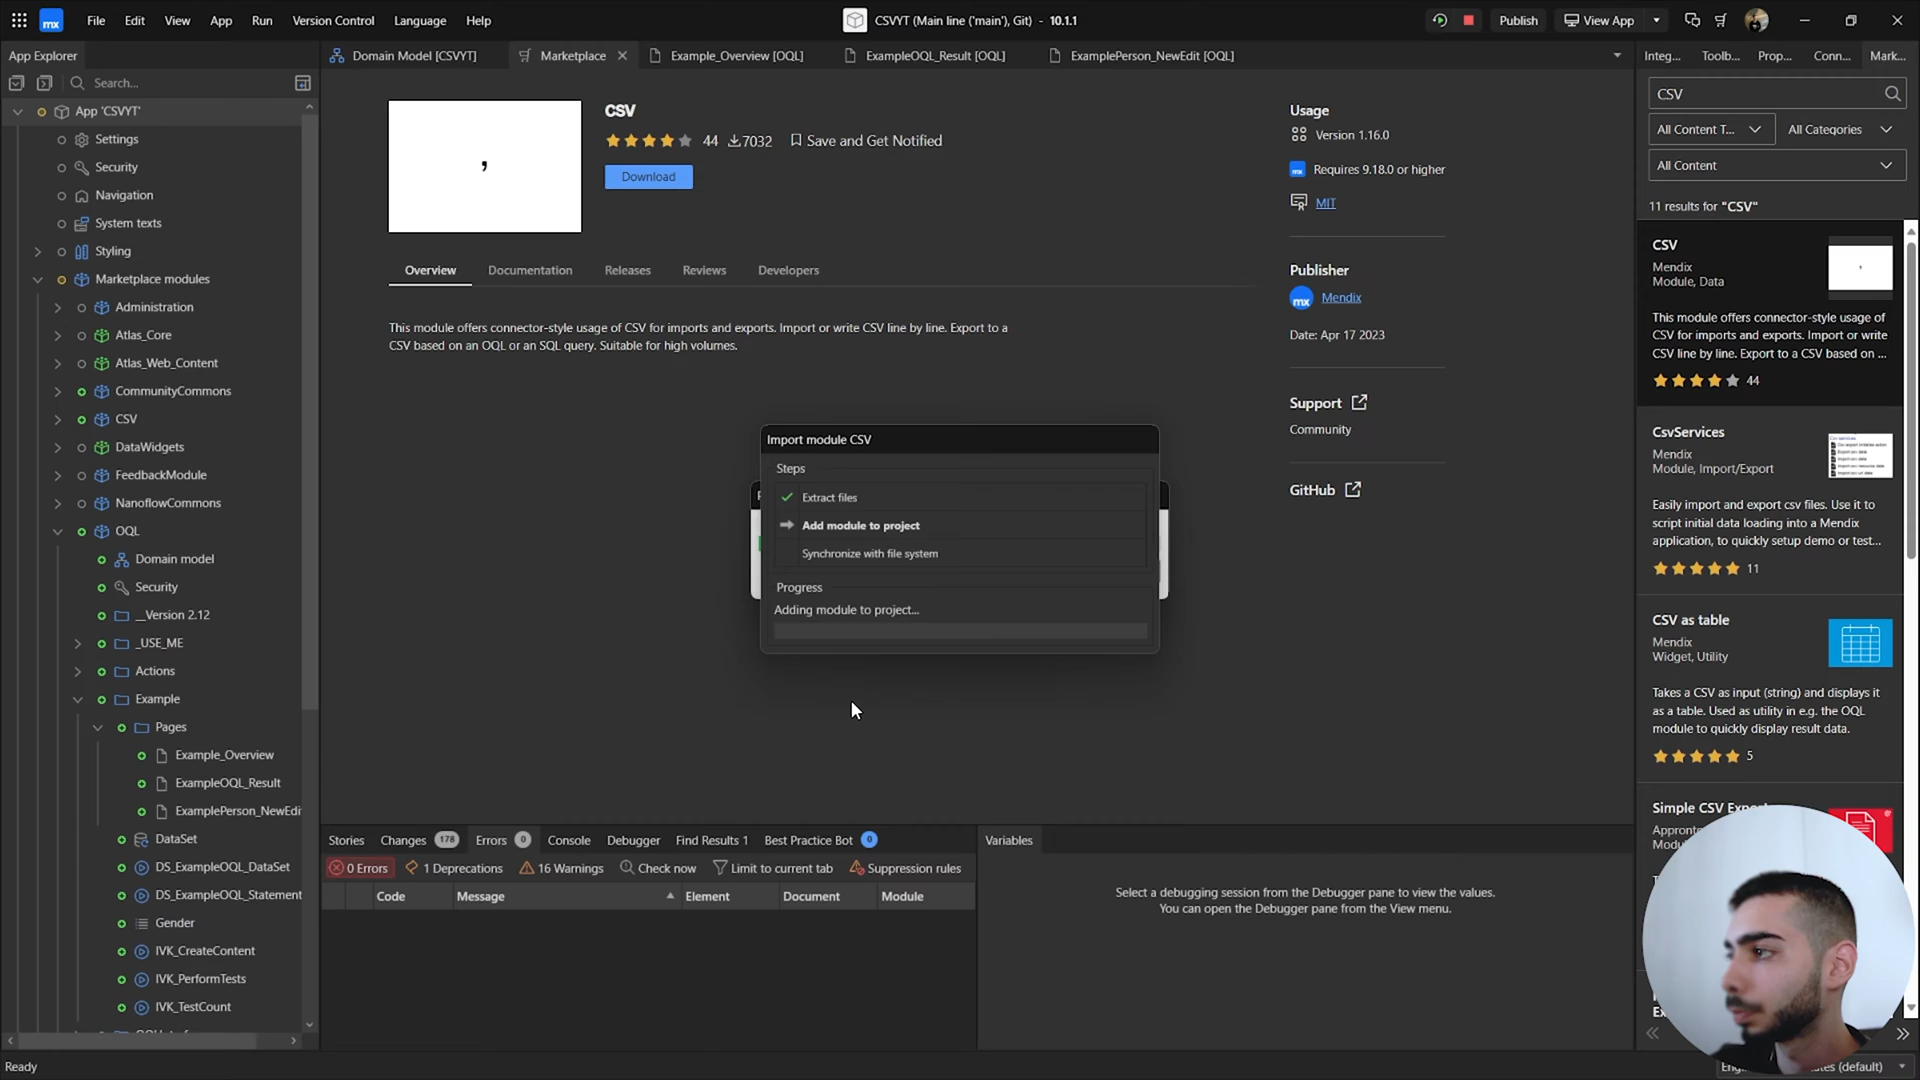 mx File Edit View App Run Version Control Language Help
CSVYT (Main line ('main'), Git) - 10.1.1
Publish View App
App Explorer
Search...
App 'CSVYT'
Settings
Security
Navigation
System texts
Styling
Marketplace modules
Administration
Atlas_Core
Atlas_Web_Content
CommunityCommons
CSV
DataWidgets
FeedbackModule
NanoflowCommons
OQL
Domain model
Security
__Version 2.12
_USE_ME
Actions
Example
Pages
Example_Overview
ExampleOQL_Result
ExamplePerson_NewEdi
DataSet
DS_ExampleOQL_DataSet
DS_ExampleOQL_Statement
Gender
IVK_CreateContent
IVK_PerformTests
IVK_TestCount
Ready
Domain Model [CSVYT] Marketplace Example_Overview [OQL] ExampleOQL_Result [OQL] ExamplePerson_NewEdit [OQL]
,
CSV
44 7032 Save and Get Notified
Download
Overview Documentation Releases Reviews Developers
This module offers connector-style usage of CSV for imports and exports. Import or write CSV line by line. Export to a
CSV based on an OQL or an SQL query. Suitable for high volumes.
Usage
Version 1.16.0
mx Requires 9.18.0 or higher
MIT
Publisher
mx Mendix
Date: Apr 17 2023
Support
Community
GitHub
Import module CSV
Steps
Extract files
Add module to project
Synchronize with file system
Progress
Adding module to project...
Stories Changes 178 Errors 0 Console Debugger Find Results 1 Best Practice Bot 0
0 Errors 1 Deprecations 16 Warnings Check now Limit to current tab Suppression rules
Code Message Element Document Module
Variables
Select a debugging session from the Debugger pane to view the values.
You can open the Debugger pane from the View menu.
Integ... Toolb... Prop... Conn... Mark...
CSV
All Content T... All Categories
All Content
11 results for "CSV"
CSV
Mendix
Module, Data
This module offers connector-style usage of
CSV for imports and exports. Import or write
CSV line by line. Export to a CSV based on ...
44
CsvServices
Mendix
Module, Import/Export
Easily import and export csv files. Use it to
script initial data loading into a Mendix
application, to quickly setup demo or test...
11
CSV as table
Mendix
Widget, Utility
Takes a CSV as input (string) and displays it
as a table. Used as utility in e.g. the OQL
module to quickly display result data.
5
Simple CSV Exp
Appront
Modu
(default)